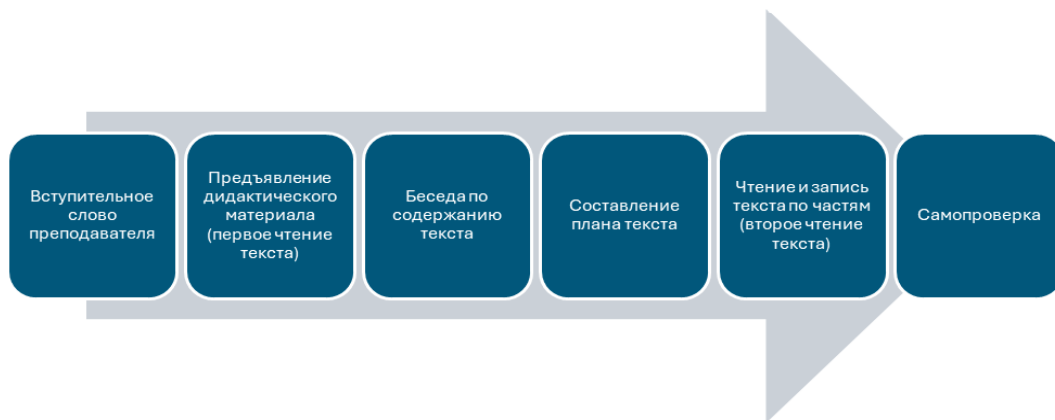 Вступительное
слово
преподавателя
Предъявление
дидактического
материала
(первое чтение
текста)
Беседа по
содержанию
текста
Составление
плана текста
Чтение и запись
текста по частям
(второе чтение
текста)
Самопроверка